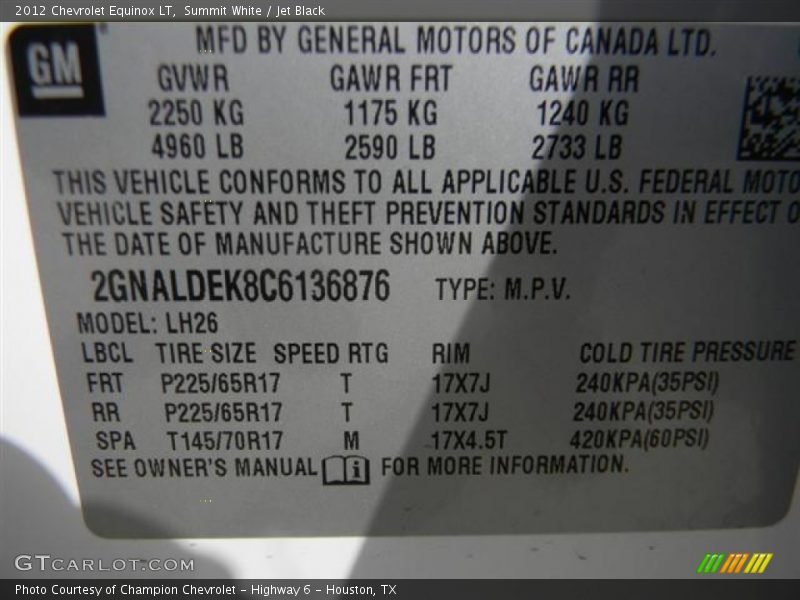 2012 Chevrolet Equinox LT, Summit White / Jet Black
GM
MFD BY GENERAL MOTORS OF CANADA LTD.
GVWR GAWR FRT GAWR RR
2250 KG 1175 KG 1240 KG
4960 LB 2590 LB 2733 LB
THIS VEHICLE CONFORMS TO ALL APPLICABLE U.S. FEDERAL MOTO
VEHICLE SAFETY AND THEFT PREVENTION STANDARDS IN EFFECT O
THE DATE OF MANUFACTURE SHOWN ABOVE.
2GNALDEK8C6136876 TYPE: M.P.V.
MODEL: LH26
LBCL TIRE SIZE SPEED RTG RIM COLD TIRE PRESSURE
FRT P225/65R17 T 17X7J 240KPA(35PSI)
RR P225/65R17 T 17X7J 240KPA(35PSI)
SPA T145/70R17 M 17X4.5T 420KPA(60PSI)
SEE OWNER'S MANUAL i FOR MORE INFORMATION.
GTCARLOT.COM
Photo Courtesy of Champion Chevrolet - Highway 6 - Houston, TX